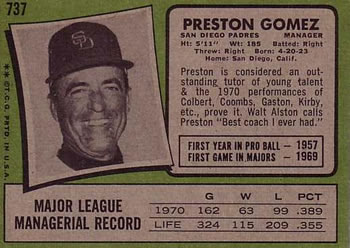 737
PRESTON GOMEZ
SAN DIEGO PADRES MANAGER
Ht: 5'11" Wt: 185 Batted: Right
Threw: Right Born: 4-20-23
Home: San Diego, Calif.
Preston is considered an out-
standing tutor of young talent
& the 1970 performances of
Colbert, Coombs, Gaston, Kirby,
etc., prove it. Walt Alston calls
Preston "Best coach I ever had."
FIRST YEAR IN PRO BALL — 1957
FIRST GAME IN MAJORS — 1969
SD
**©T.C.G. PRTD. IN U.S.A.
MAJOR LEAGUE
MANAGERIAL RECORD
G W L PCT
1970 162 63 99 .389
LIFE 324 115 209 .355